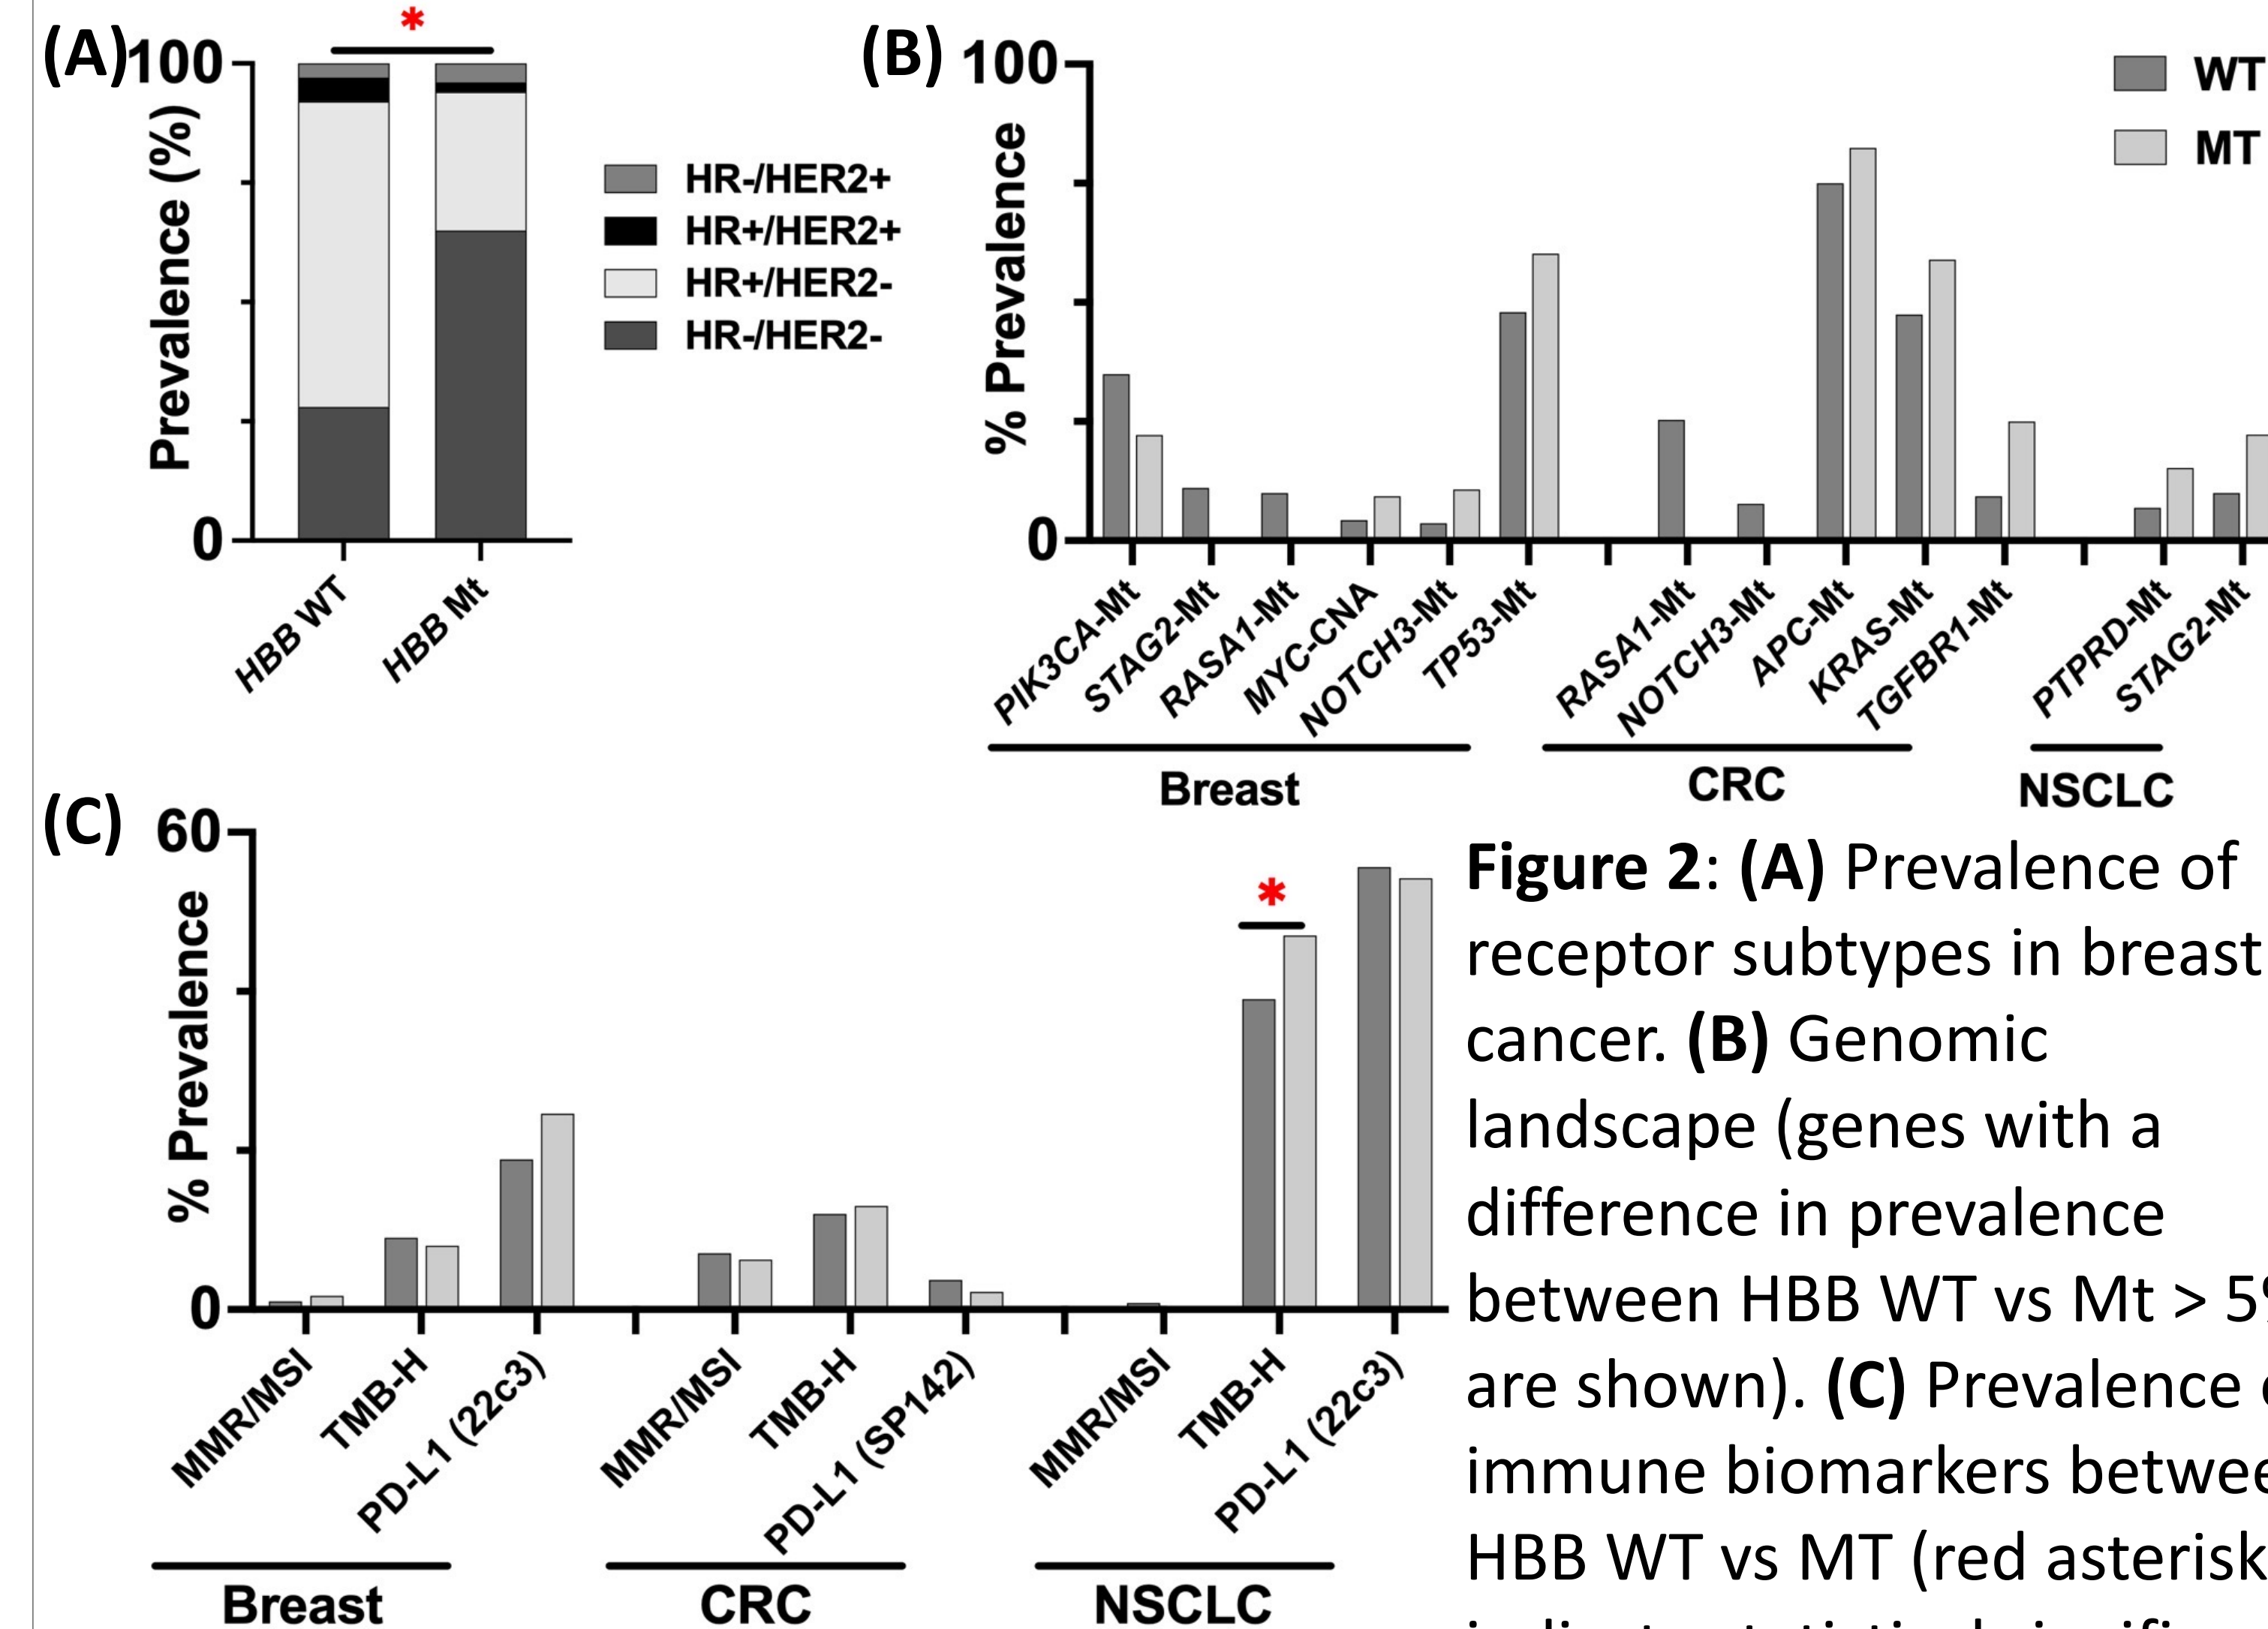 (A)
100
*
Prevalence (%)
0
HBB WT
HBB Mt
HR-/HER2+
HR+/HER2+
HR+/HER2-
HR-/HER2-
(B)
100
% Prevalence
0
WT
MT
PIK3CA-Mt
STAG2-Mt
RASA1-Mt
MYC-CNA
NOTCH3-Mt
TP53-Mt
RASA1-Mt
NOTCH3-Mt
APC-Mt
KRAS-Mt
TGFBR1-Mt
PTPRD-Mt
STAG2-Mt
Breast
CRC
NSCLC
(C)
60
% Prevalence
0
*
MMR/MSI
TMB-H
PD-L1 (22c3)
MMR/MSI
TMB-H
PD-L1 (SP142)
MMR/MSI
TMB-H
PD-L1 (22c3)
Breast
CRC
NSCLC
Figure 2: (A) Prevalence of
receptor subtypes in breast
cancer. (B) Genomic
landscape (genes with a
difference in prevalence
between HBB WT vs Mt > 5
are shown). (C) Prevalence
immune biomarkers
HBB WT vs MT (red asterisk